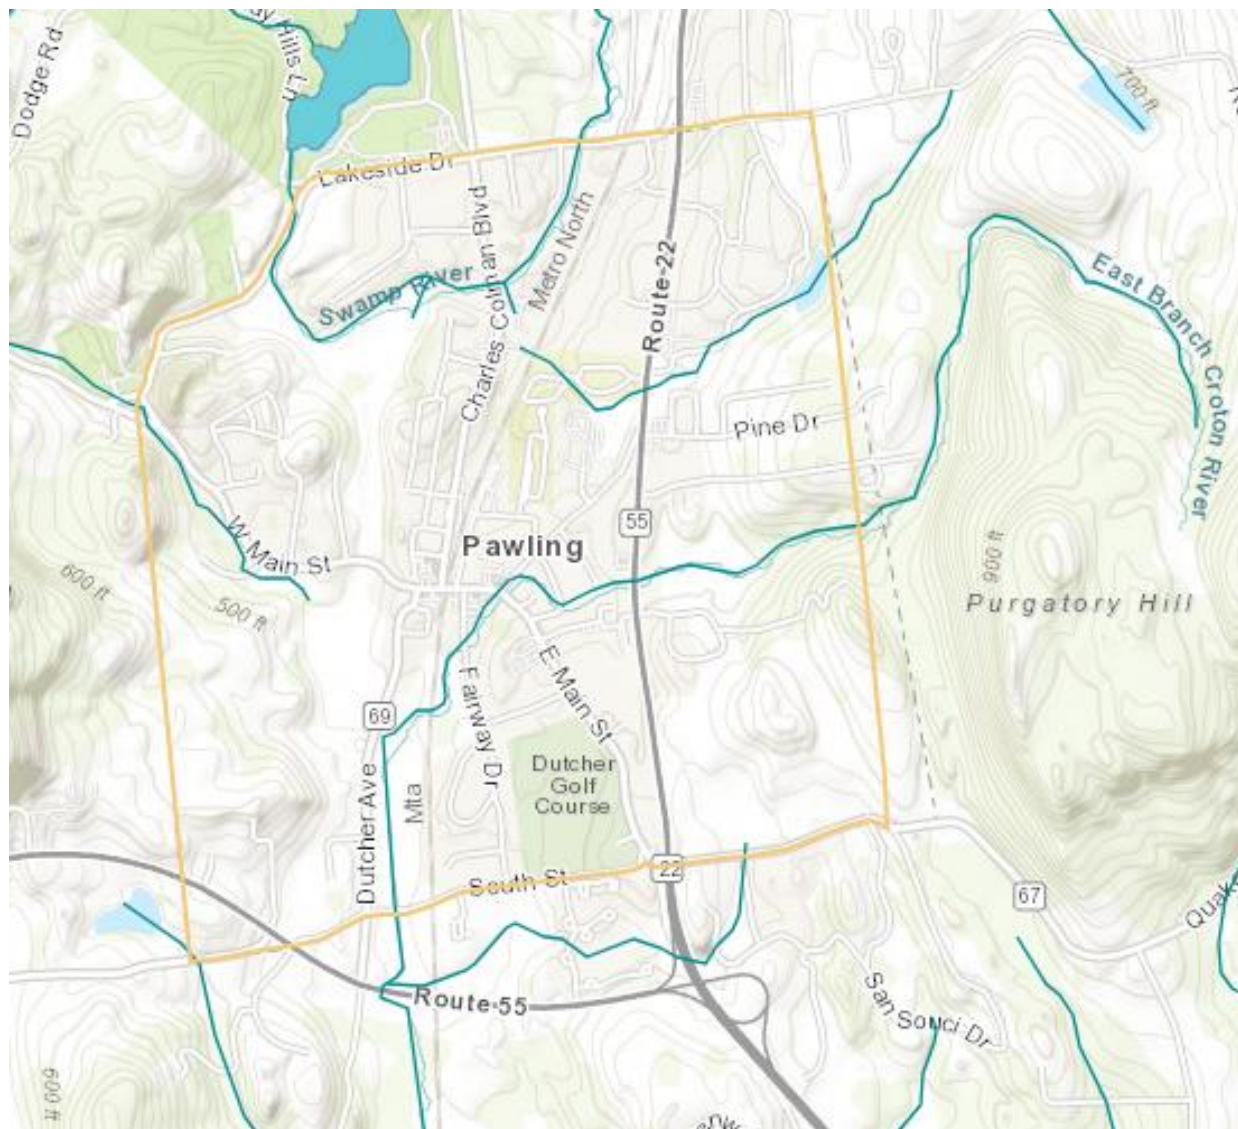 Dodge Rd
Hills Ln
700 ft
Lakeside Dr
Charles Colman Blvd
Metro North
Swamp River
Route 22
East Branch Croton River
Pine Dr
55
W Main St
Pawling
900 ft
Purgatory Hill
600 ft
500 ft
E Main St
Fairway Dr
69
Dutcher
Golf
Course
Mta
Dutcher Ave
South St
22
67
Route 55
San Souci Dr
600 ft